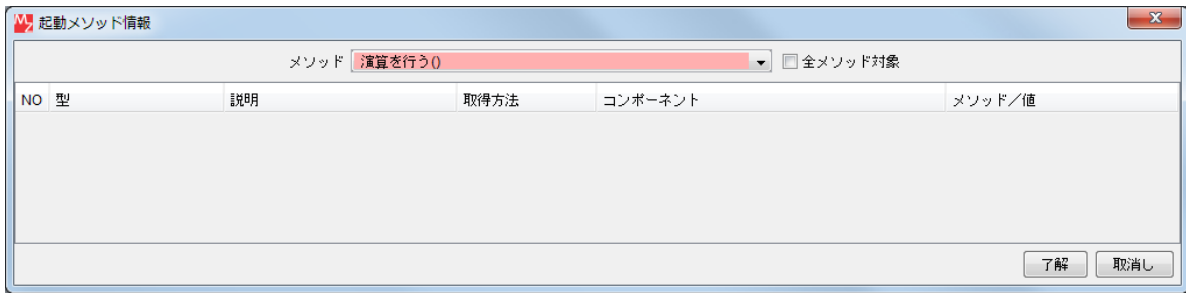 起動メソッド情報
メソッド 演算を行う() 全メソッド対象
NO 型 説明 取得方法 コンポーネント メソッド／値
了解 取消し